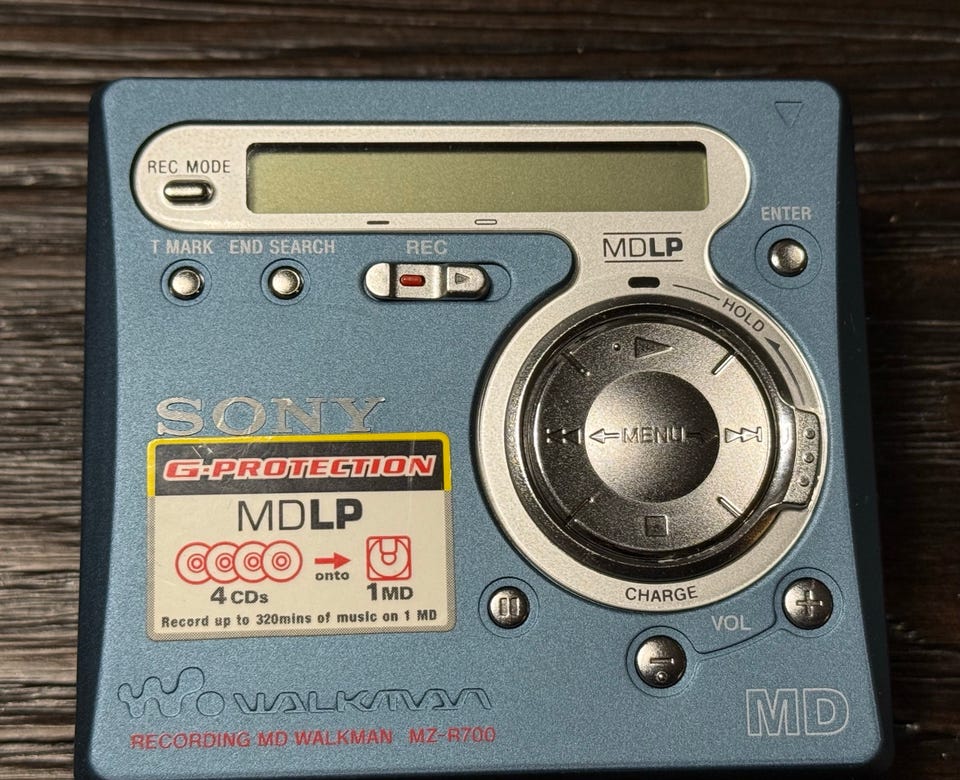 REC MODE
T MARK END SEARCH REC
MDLP
ENTER
HOLD
MENU
SONY
G-PROTECTION
MDLP
onto
4 CDs 1 MD
Record up to 320mins of music on 1 MD
CHARGE
VOL
WALKMAN
RECORDING MD WALKMAN MZ-R700
MD